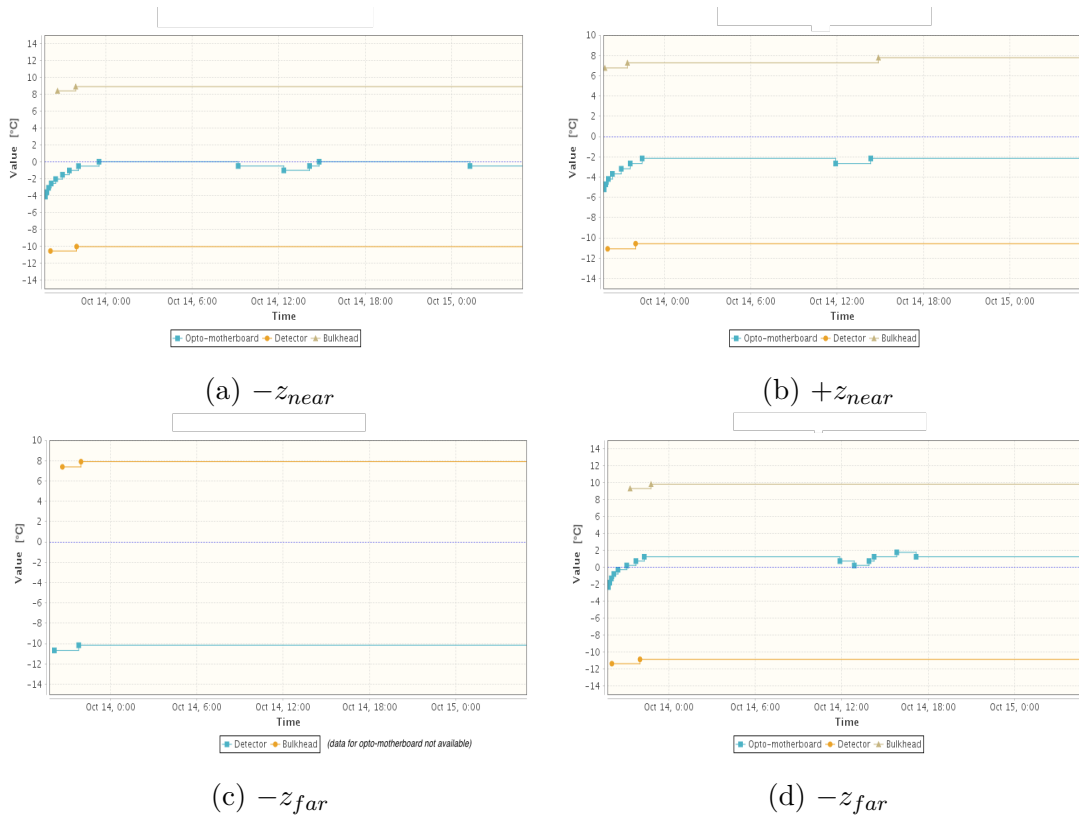 14
12
10
8
6
4
2
0
−2
−4
−6
−8
−10
−12
−14
Value [°C]
Oct 14, 0:00 Oct 14, 6:00 Oct 14, 12:00 Oct 14, 18:00 Oct 15, 0:00
Time
Opto-motherboard Detector Bulkhead
(a) −z_near
10
8
6
4
2
0
−2
−4
−6
−8
−10
−12
−14
Value [°C]
Oct 14, 0:00 Oct 14, 6:00 Oct 14, 12:00 Oct 14, 18:00 Oct 15, 0:00
Time
Opto-motherboard Detector Bulkhead
(b) +z_near
10
8
6
4
2
0
−2
−4
−6
−8
−10
−12
−14
Value [°C]
Oct 14, 0:00 Oct 14, 6:00 Oct 14, 12:00 Oct 14, 18:00 Oct 15, 0:00
Time
Detector Bulkhead (data for opto-motherboard not available)
(c) −z_far
14
12
10
8
6
4
2
0
−2
−4
−6
−8
−10
−12
−14
Value [°C]
Oct 14, 0:00 Oct 14, 6:00 Oct 14, 12:00 Oct 14, 18:00 Oct 15, 0:00
Time
Opto-motherboard Detector Bulkhead
(d) −z_far